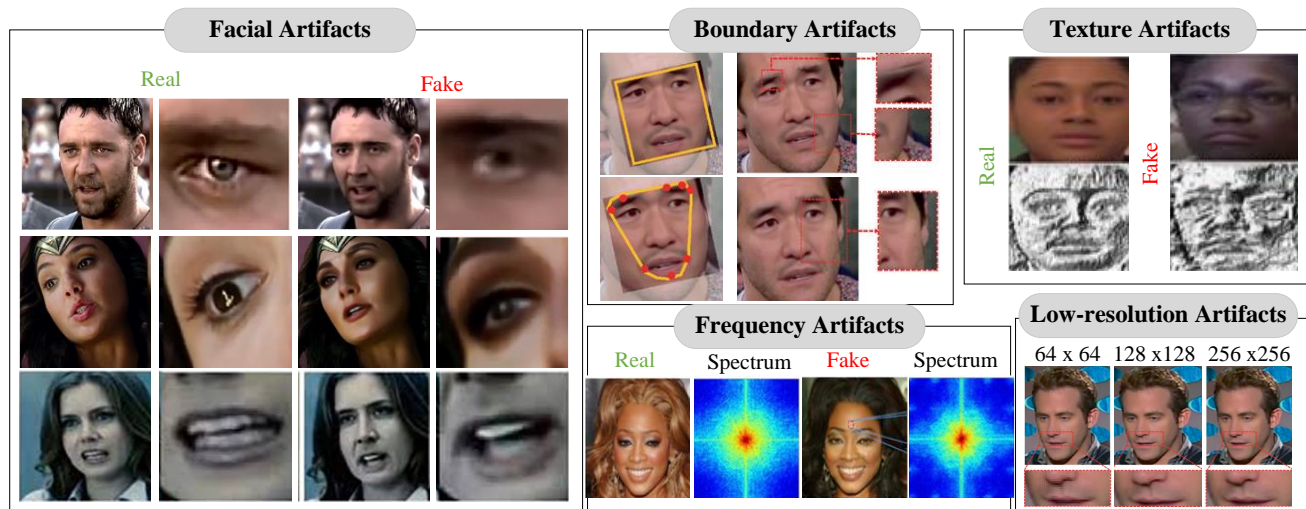 Facial Artifacts
Real
Fake
Boundary Artifacts
Texture Artifacts
Real
Fake
Frequency Artifacts
Real
Spectrum
Fake
Spectrum
Low-resolution Artifacts
64 x 64
128 x128
256 x256